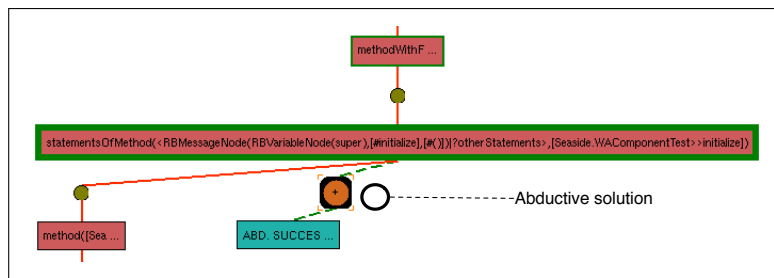 methodWithF ...
statementsOfMethod(<RBMessageNode(RBVariableNode(super),[#initialize],[#()])|?otherStatements>,[Seaside.WAComponentTest>>initialize])
+
Abductive solution
method([Sea ...
ABD. SUCCES ...